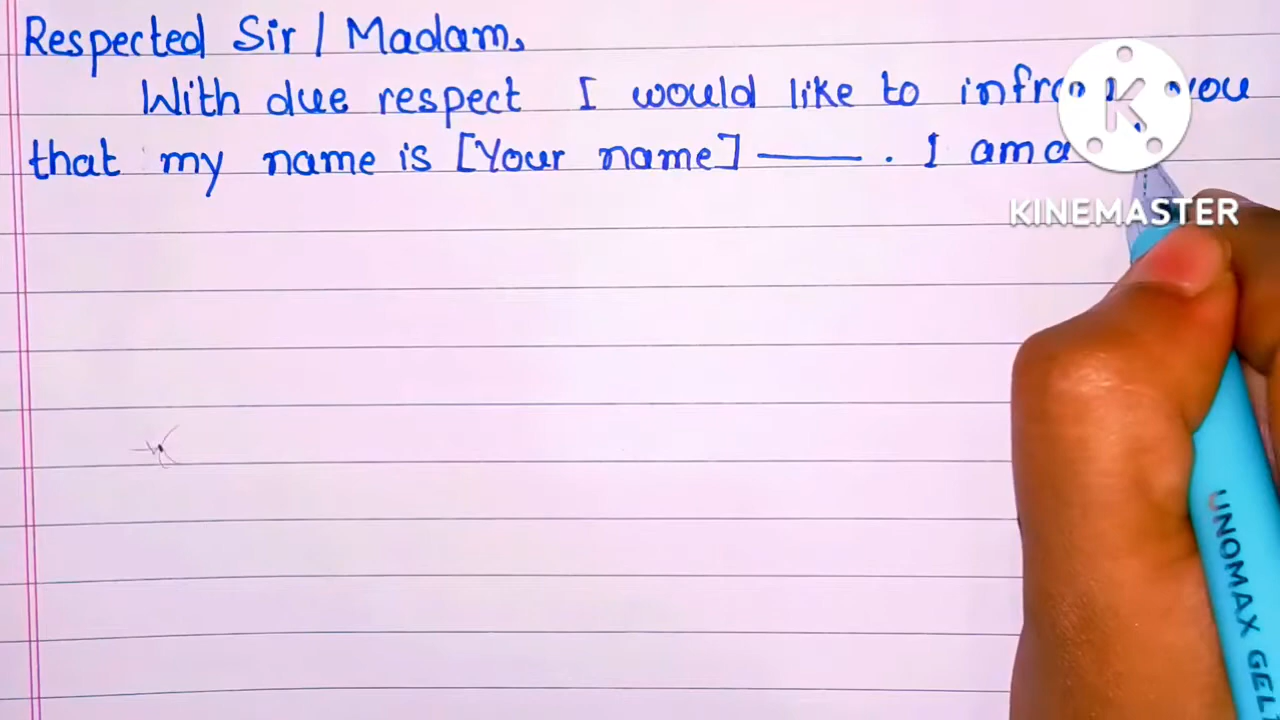 Respected Sir / Madam,
With due respect I would like to you
that my name is [Your name] ——— . I am a
KINEMASTER
UNOMAX GEL